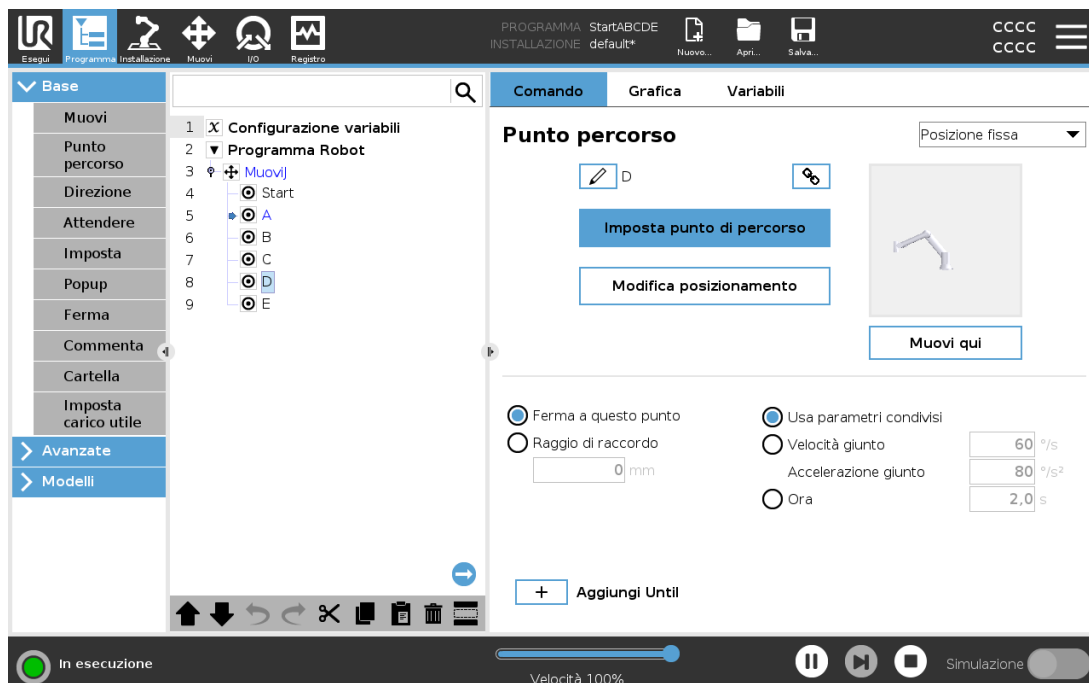 UR
Esegui
Programma
Installazione
Muovi
I/O
Registro
PROGRAMMA StartABCDE
INSTALLAZIONE default*
Nuovo...
Apri...
Salva...
CCCC
CCCC
Base
Muovi
Punto
percorso
Direzione
Attendere
Imposta
Popup
Ferma
Commenta
Cartella
Imposta
carico utile
Avanzate
Modelli
1 X Configurazione variabili
2 Programma Robot
3 MuoviJ
4 Start
5 A
6 B
7 C
8 D
9 E
Comando Grafica Variabili
Punto percorso
Posizione fissa
D
Imposta punto di percorso
Modifica posizionamento
Muovi qui
Ferma a questo punto
Raggio di raccordo
0 mm
Usa parametri condivisi
Velocità giunto 60 °/s
Accelerazione giunto 80 °/s²
Ora 2,0 s
+ Aggiungi Until
In esecuzione
Velocità 100%
Simulazione